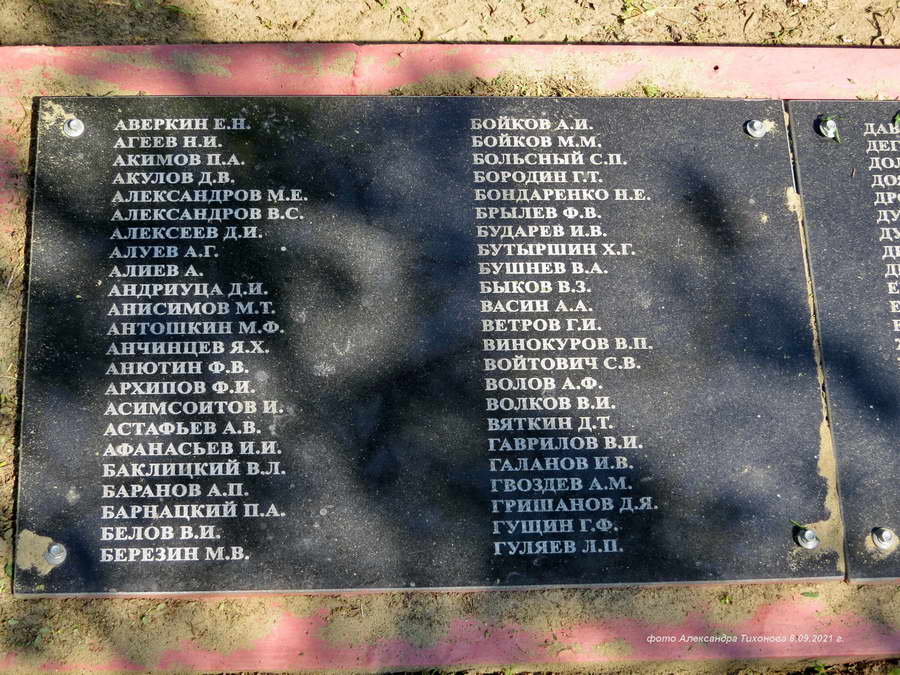 АВЕРКИН Е.Н.
АГЕЕВ Н.И.
АКИМОВ П.А.
АКУЛОВ Д.В.
АЛЕКСАНДРОВ М.Е.
АЛЕКСАНДРОВ В.С.
АЛЕКСЕЕВ Д.И.
АЛУЕВ А.Г.
АЛИЕВ А.
АНДРИУЦА Д.И.
АНИСИМОВ М.Т.
АНТОШКИН М.Ф.
АНЧИНЦЕВ Я.Х.
АНЮТИН Ф.В.
АРХИПОВ Ф.И.
АСИМСОИТОВ И.
АСТАФЬЕВ А.В.
АФАНАСЬЕВ И.И.
БАКЛИЦКИЙ В.Л.
БАРАНОВ А.П.
БАРНАЦКИЙ П.А.
БЕЛОВ В.И.
БЕРЕЗИН М.В.
БОЙКОВ А.И.
БОЙКОВ М.М.
БОЛЬСНЫЙ С.П.
БОРОДИН Г.Т.
БОНДАРЕНКО Н.Е.
БРЫЛЕВ Ф.В.
БУДАРЕВ И.В.
БУТЫРШИН Х.Г.
БУШНЕВ В.А.
БЫКОВ В.З.
ВАСИН А.А.
ВЕТРОВ Г.И.
ВИНОКУРОВ В.П.
ВОЙТОВИЧ С.В.
ВОЛОВ А.Ф.
ВОЛКОВ В.И.
ВЯТКИН Д.Т.
ГАВРИЛОВ В.И.
ГАЛАНОВ И.В.
ГВОЗДЕВ А.М.
ГРИШАНОВ Д.Я.
ГУЩИН Г.Ф.
ГУЛЯЕВ Л.П.
фото Александра Тихонова 8.09.2021 г.